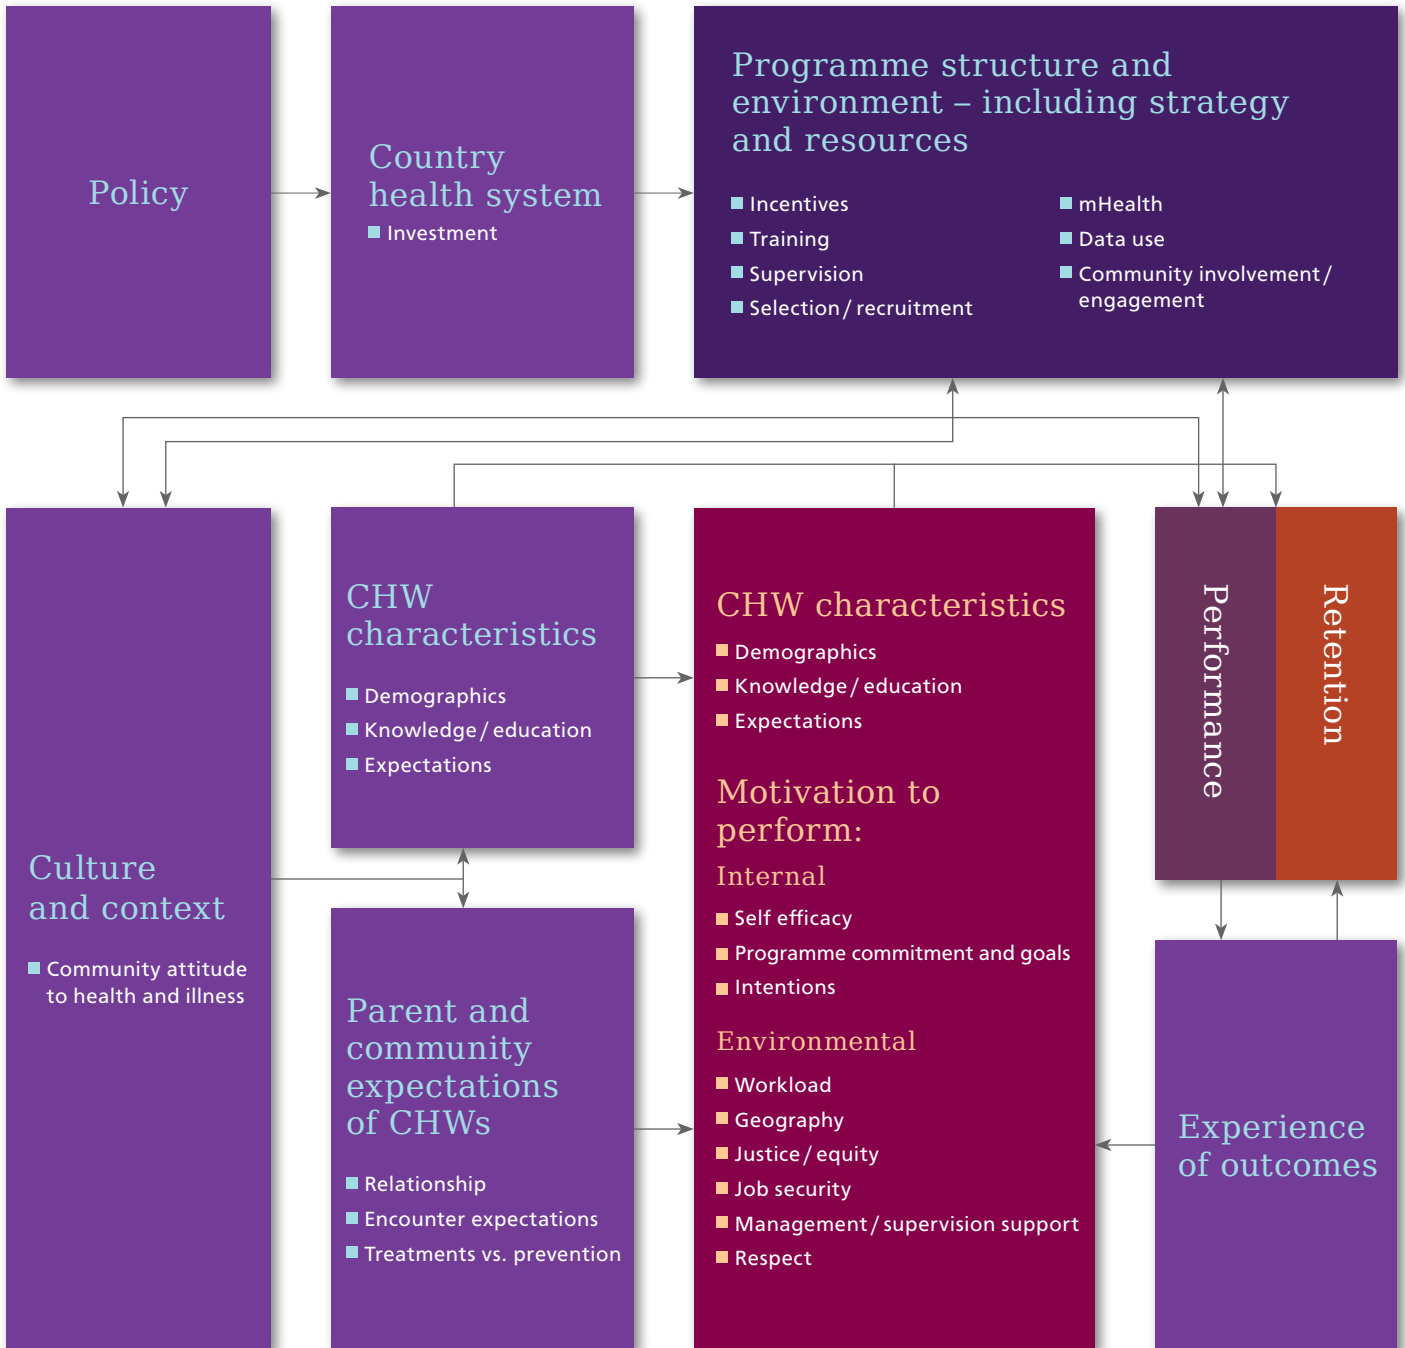 Policy
Country
health system
Investment
Programme structure and
environment – including strategy
and resources
Incentives
Training
Supervision
Selection / recruitment
mHealth
Data use
Community involvement /
engagement
Culture
and context
Community attitude
to health and illness
CHW
characteristics
Demographics
Knowledge / education
Expectations
Parent and
community
expectations
of CHWs
Relationship
Encounter expectations
Treatments vs. prevention
CHW characteristics
Demographics
Knowledge / education
Expectations
Motivation to
perform:
Internal
Self efficacy
Programme commitment and goals
Intentions
Environmental
Workload
Geography
Justice / equity
Job security
Management / supervision support
Respect
Performance
Retention
Experience
of outcomes